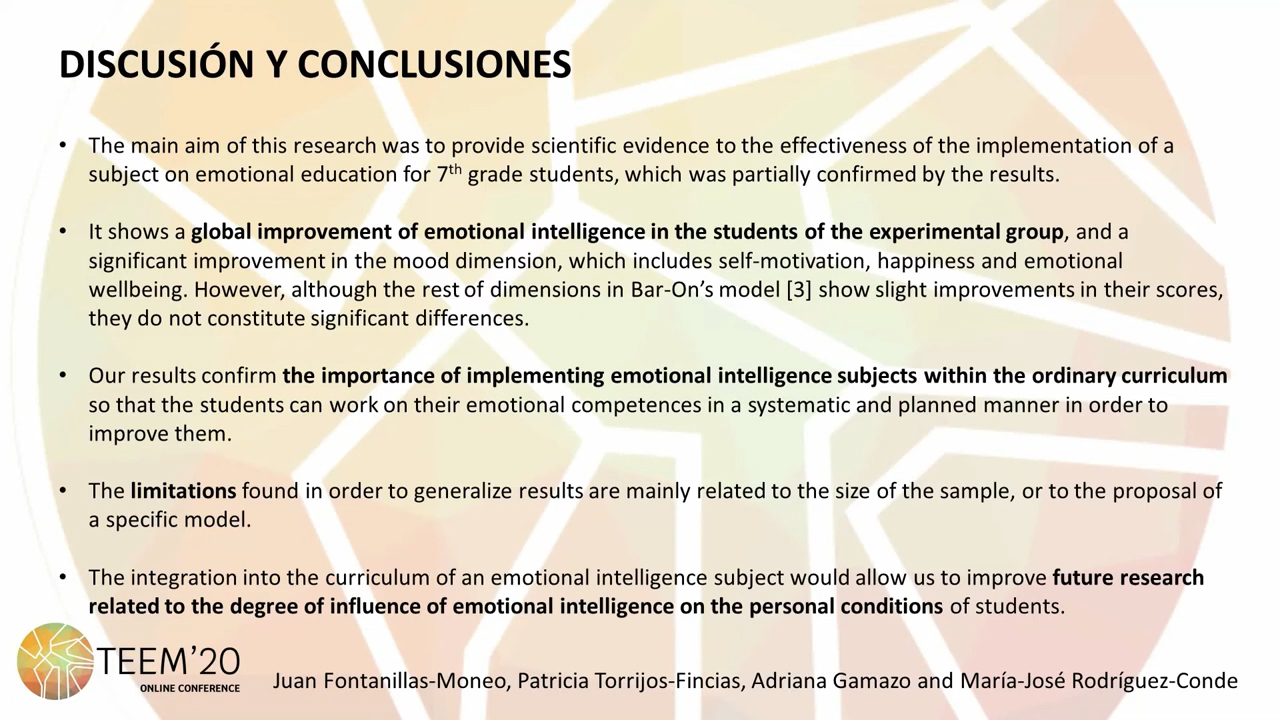 DISCUSIÓN Y CONCLUSIONES
• The main aim of this research was to provide scientific evidence to the effectiveness of the implementation of a
subject on emotional education for 7th grade students, which was partially confirmed by the results.
• It shows a global improvement of emotional intelligence in the students of the experimental group, and a
significant improvement in the mood dimension, which includes self-motivation, happiness and emotional
wellbeing. However, although the rest of dimensions in Bar-On’s model [3] show slight improvements in their scores,
they do not constitute significant differences.
• Our results confirm the importance of implementing emotional intelligence subjects within the ordinary curriculum
so that the students can work on their emotional competences in a systematic and planned manner in order to
improve them.
• The limitations found in order to generalize results are mainly related to the size of the sample, or to the proposal of
a specific model.
• The integration into the curriculum of an emotional intelligence subject would allow us to improve future research
related to the degree of influence of emotional intelligence on the personal conditions of students.
TEEM’20
ONLINE CONFERENCE
Juan Fontanillas-Moneo, Patricia Torrijos-Fincias, Adriana Gamazo and María-José Rodríguez-Conde